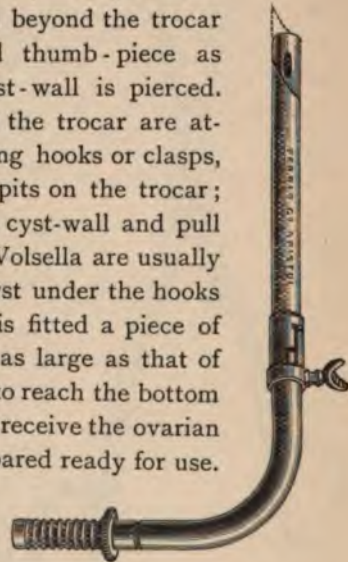 beyond the trocar
thumb-piece as
st-wall is pierced.
the trocar are at-
ng hooks or clasps,
pits on the trocar;
cyst-wall and pull
Volsella are usually
rst under the hooks
is fitted a piece of
as large as that of
to reach the bottom
receive the ovarian
pared ready for use.